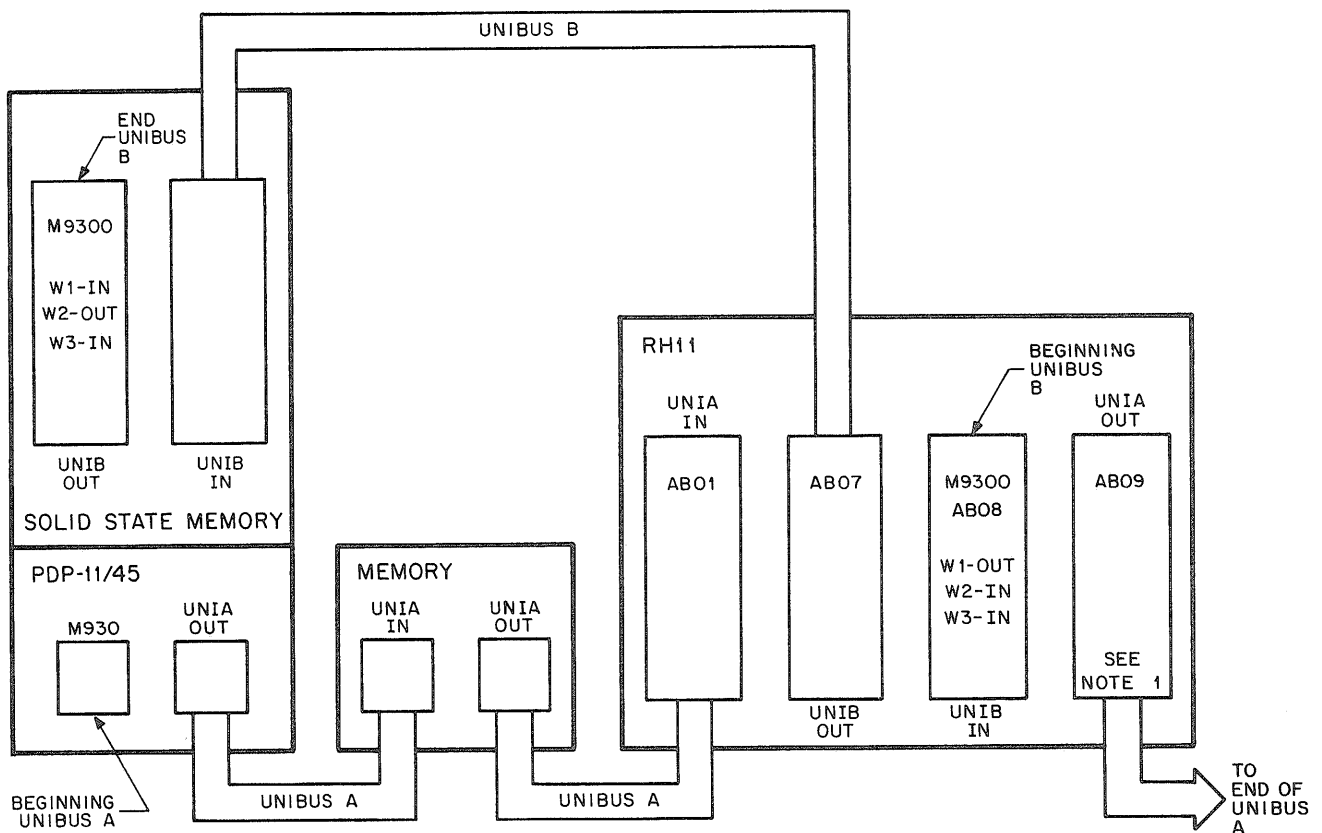 UNIBUS B
END
UNIBUS
B
M9300
W1-IN
W2-OUT
W3-IN
UNIB
OUT
UNIB
IN
SOLID STATE MEMORY
PDP-11/45
M930
UNIA
OUT
BEGINNING
UNIBUS A
UNIBUS A
MEMORY
UNIA
IN
UNIA
OUT
UNIBUS A
RH11
UNIA
IN
AB01
AB07
UNIB
OUT
BEGINNING
UNIBUS
B
M9300
AB08
W1-OUT
W2-IN
W3-IN
UNIB
IN
UNIA
OUT
AB09
SEE
NOTE 1
TO
END OF
UNIBUS
A